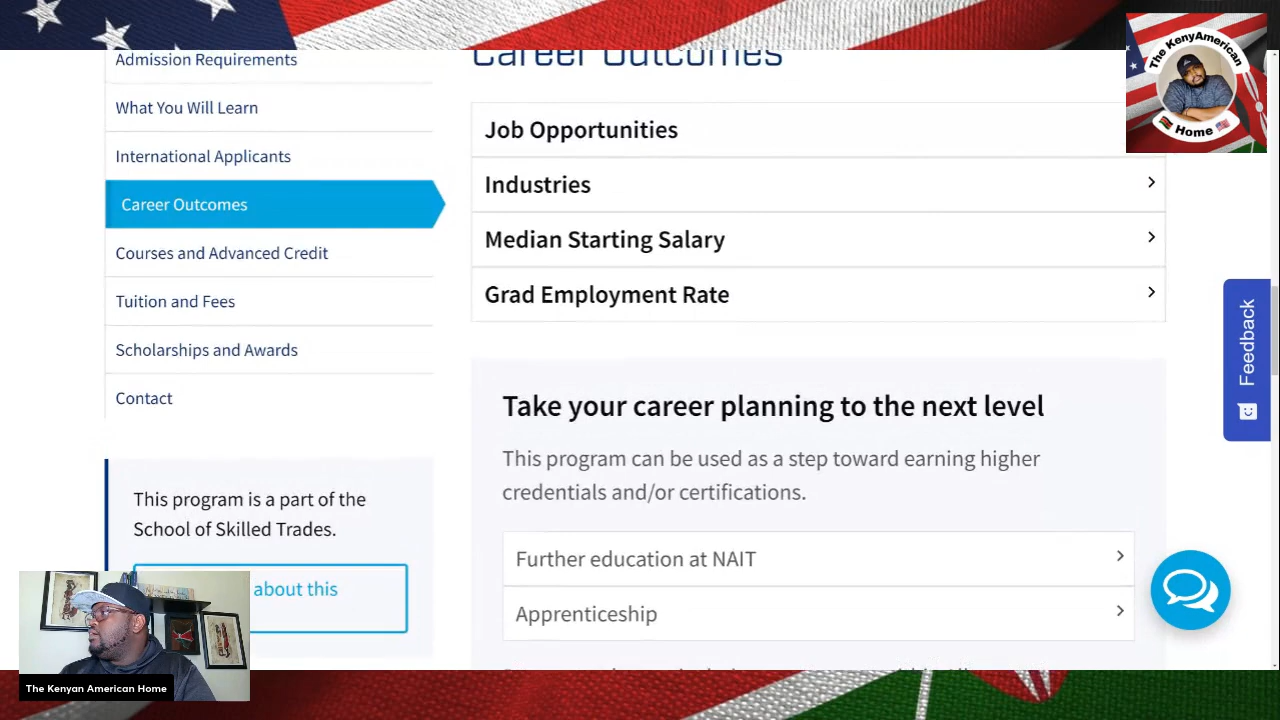 The KenyAmerican
Home
Admission Requirements
What You Will Learn
International Applicants
Career Outcomes
Courses and Advanced Credit
Tuition and Fees
Scholarships and Awards
Contact
This program is a part of the
School of Skilled Trades.
about this
The Kenyan American Home
Career Outcomes
Job Opportunities
Industries
Median Starting Salary
Grad Employment Rate
Take your career planning to the next level
This program can be used as a step toward earning higher
credentials and/or certifications.
Further education at NAIT
Apprenticeship
Feedback